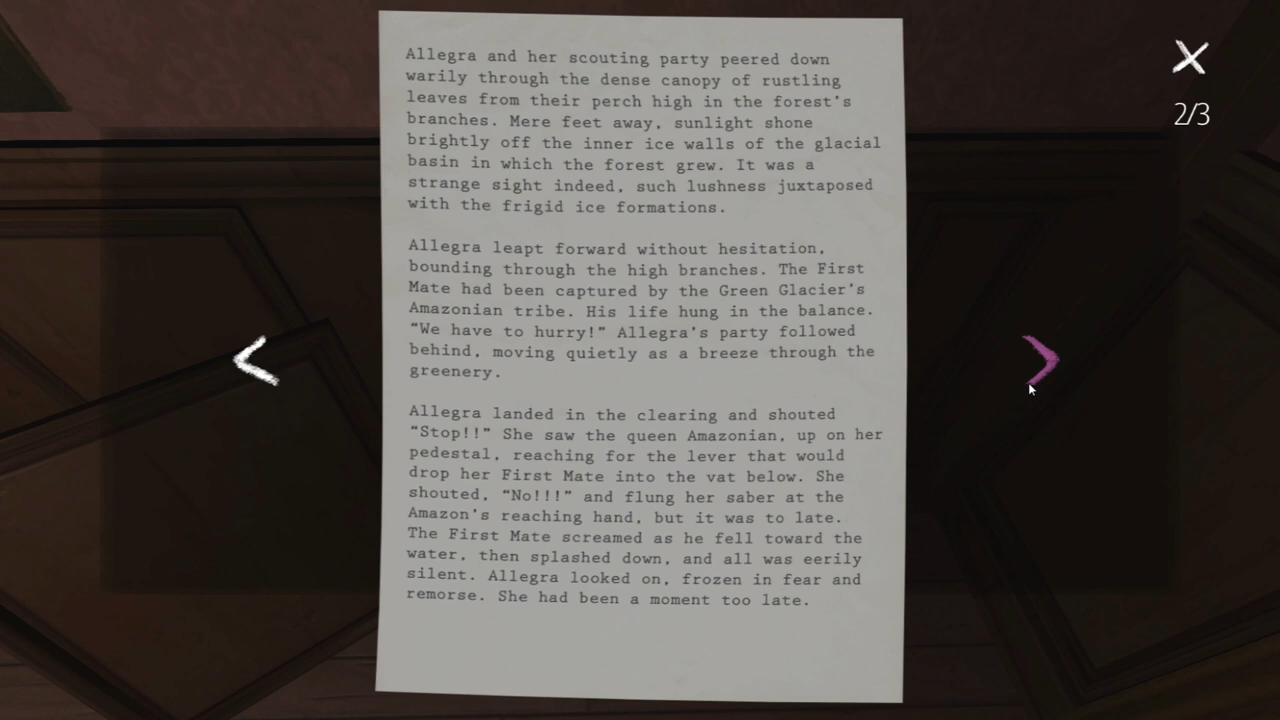 2/3
Allegra and her scouting party peered down
warily through the dense canopy of rustling
leaves from their perch high in the forest's
branches. Mere feet away, sunlight shone
brightly off the inner ice walls of the glacial
basin in which the forest grew. It was a
strange sight indeed, such lushness juxtaposed
with the frigid ice formations.
Allegra leapt forward without hesitation,
bounding through the high branches. The First
Mate had been captured by the Green Glacier's
Amazonian tribe. His life hung in the balance.
"We have to hurry!" Allegra's party followed
behind, moving quietly as a breeze through the
greenery.
Allegra landed in the clearing and shouted
"Stop!!" She saw the queen Amazonian, up on her
pedestal, reaching for the lever that would
drop her First Mate into the vat below. She
shouted, "No!!!" and flung her saber at the
Amazon's reaching hand, but it was to late.
The First Mate screamed as he fell toward the
water, then splashed down, and all was eerily
silent. Allegra looked on, frozen in fear and
remorse. She had been a moment too late.